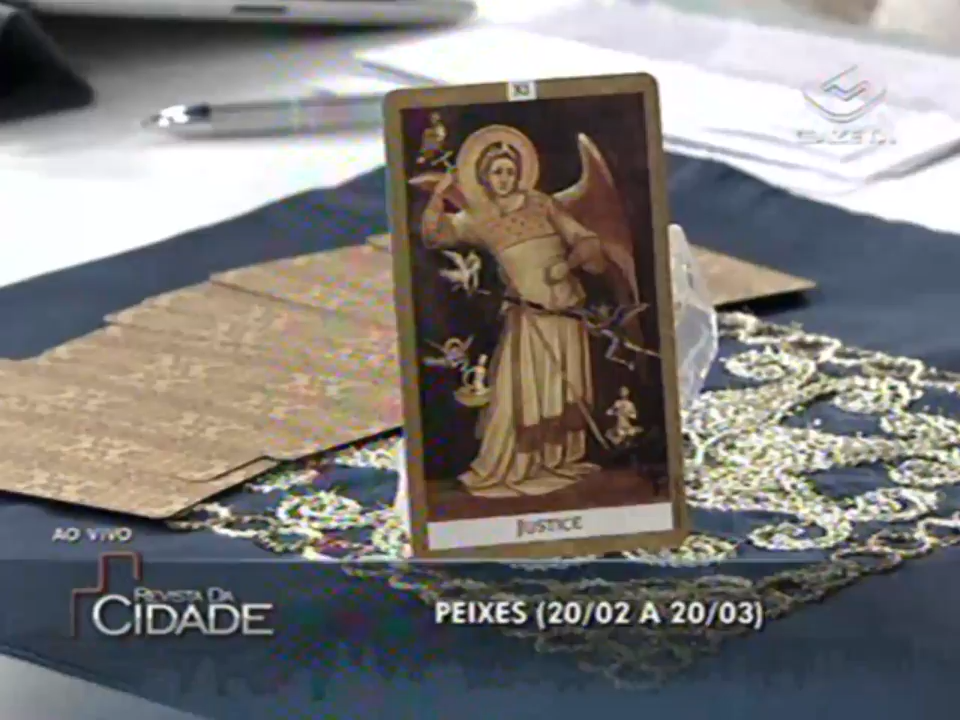 XI
GAZETA
JUSTICE
AO VIVO
REVISTA DA
CIDADE
PEIXES (20/02 A 20/03)